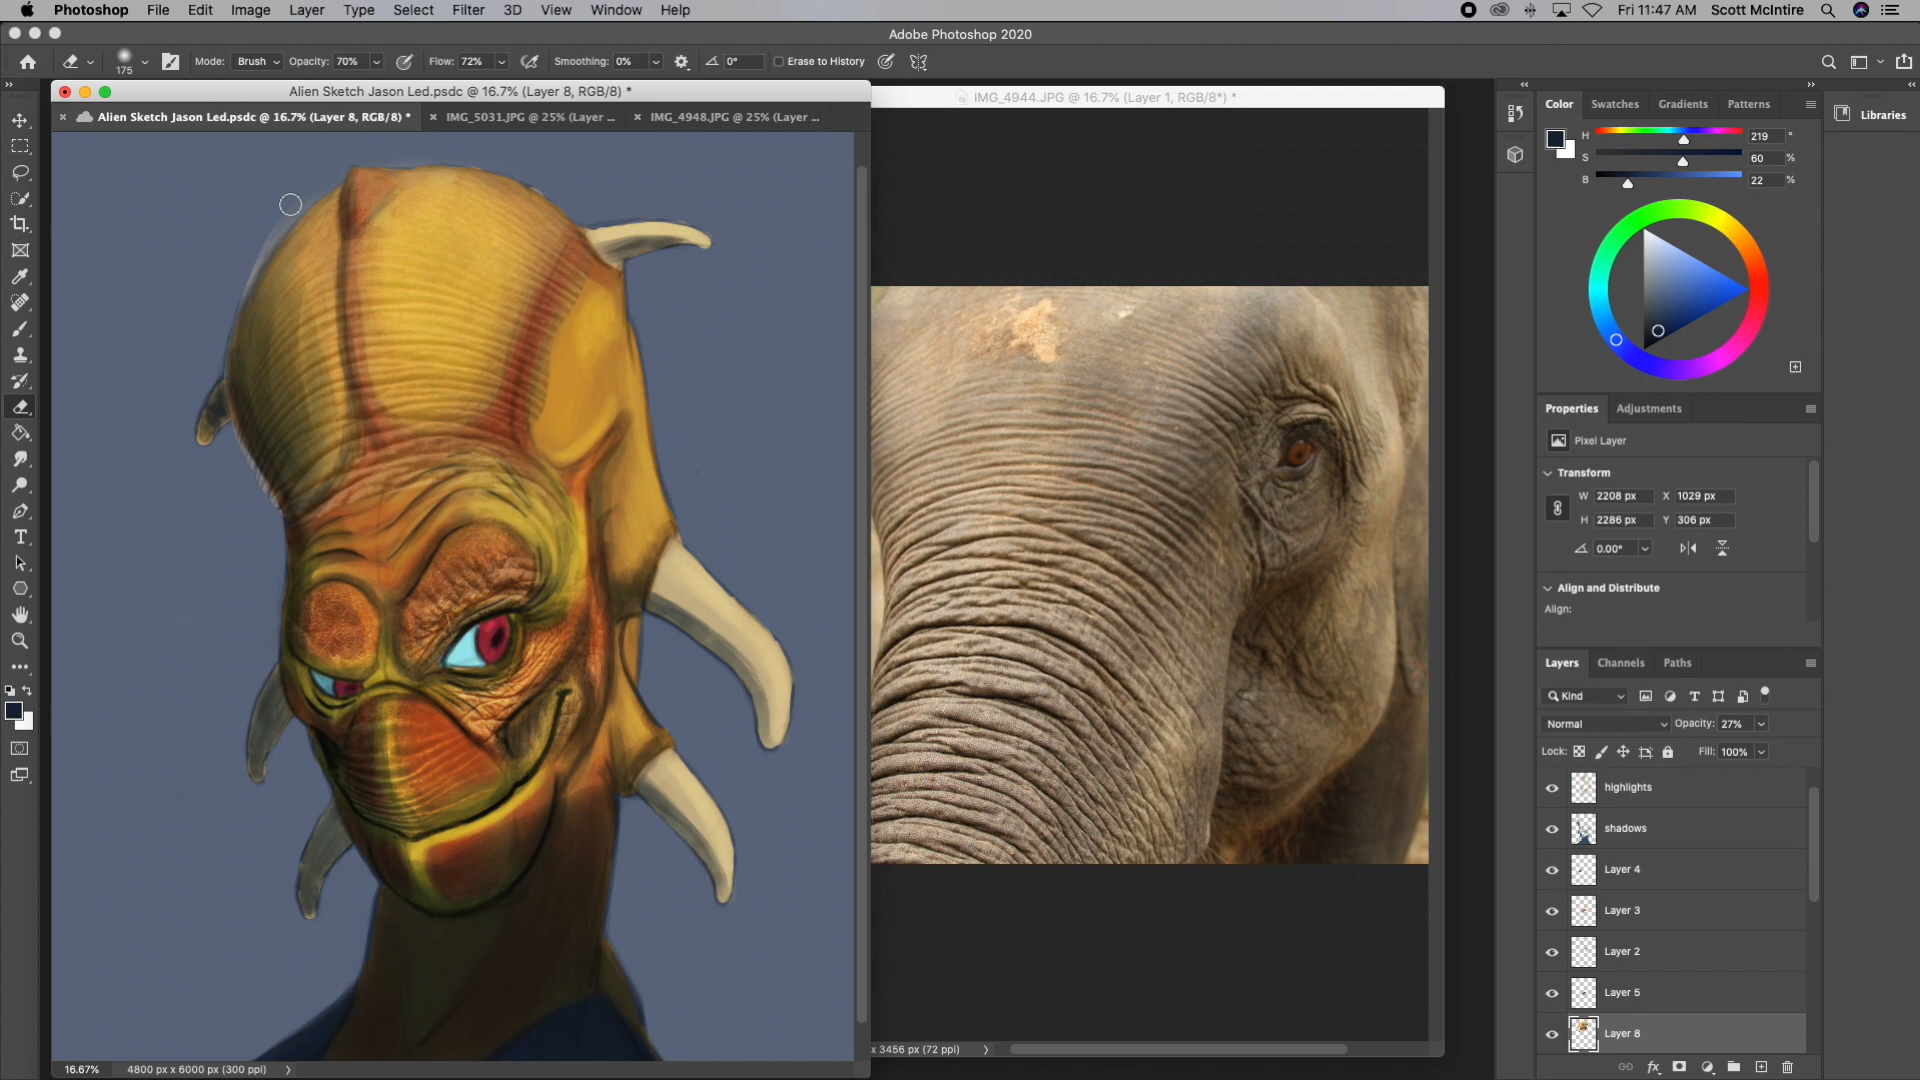 Photoshop File Edit Image Layer Type Select Filter 3D View Window Help Fri 11:47 AM Scott McIntire
Adobe Photoshop 2020
175 Mode: Brush Opacity: 70% Flow: 72% Smoothing: 0% 0° Erase to History
Alien Sketch Jason Led.psdc @ 16.7% (Layer 8, RGB/8) *
IMG_4944.JPG @ 16.7% (Layer 1, RGB/8*) *
Alien Sketch Jason Led.psdc @ 16.7% (Layer 8, RGB/8) * IMG_5031.JPG @ 25% (Layer ... IMG_4948.JPG @ 25% (Layer ...
Color Swatches Gradients Patterns
Libraries
H 219 °
S 60 %
B 22 %
Properties Adjustments
Pixel Layer
Transform
W 2208 px X 1029 px
H 2286 px Y 306 px
0.00°
Align and Distribute
Align:
Layers Channels Paths
Kind
Normal Opacity: 27%
Lock: Fill: 100%
highlights
shadows
Layer 4
Layer 3
Layer 2
Layer 5
Layer 8
fx
16.67% 4800 px x 6000 px (300 ppi)
x 3456 px (72 ppi)